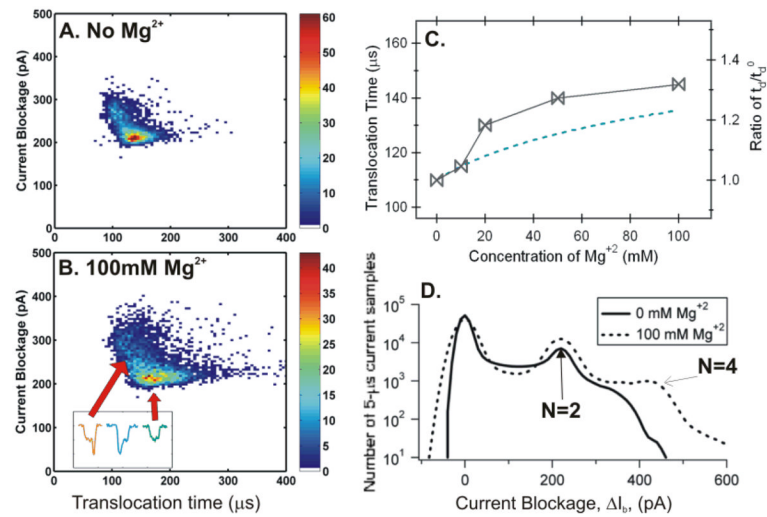 A. No Mg²⁺
Current Blockage (pA)
500
400
300
200
100
0
0 100 200 300 400
60
50
40
30
20
10
0
B. 100mM Mg²⁺
Current Blockage (pA)
500
400
300
200
100
0
0 100 200 300 400
Translocation time (μs)
40
35
30
25
20
15
10
5
0
C.
Translocation Time (μs)
160
140
120
100
0 20 40 60 80 100
Concentration of Mg⁺² (mM)
1.4
1.2
1.0
Ratio of t_d/t_d⁰
D.
Number of 5-μs current samples
10⁵
10⁴
10³
10²
10¹
0 mM Mg⁺²
100 mM Mg⁺²
N=4
N=2
0 200 400 600
Current Blockage, ΔI_b, (pA)